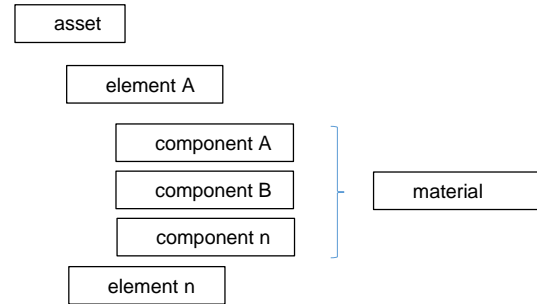 asset
element A
component A
component B
material
component n
element n